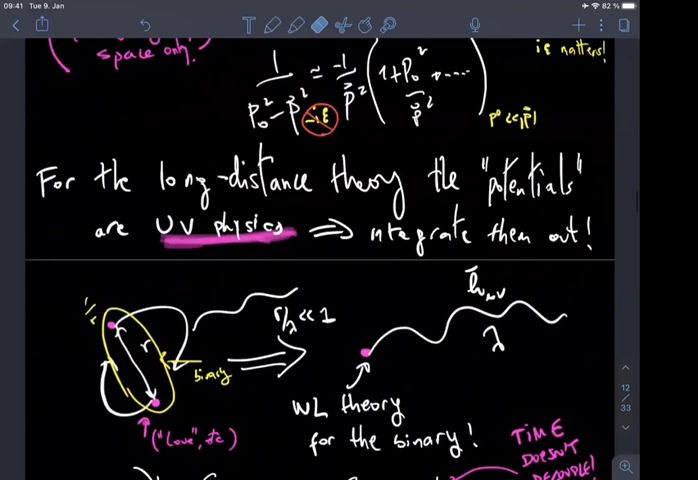 09:41 Tue 9. Jan
82 %
space only!
iε matters!
1 / (p₀² - p⃗² - iε) ≃ -1/p⃗² (1 + p₀²/p⃗² + ....)
p⁰ << |p⃗|
For the long-distance theory the "potentials"
are UV physics ⟹ integrate them out!
r
binary
r/λ << 1
λ
("Love", etc)
WL theory
for the binary!
TIME
DOESN'T
DECOUPLE!
12
/
33